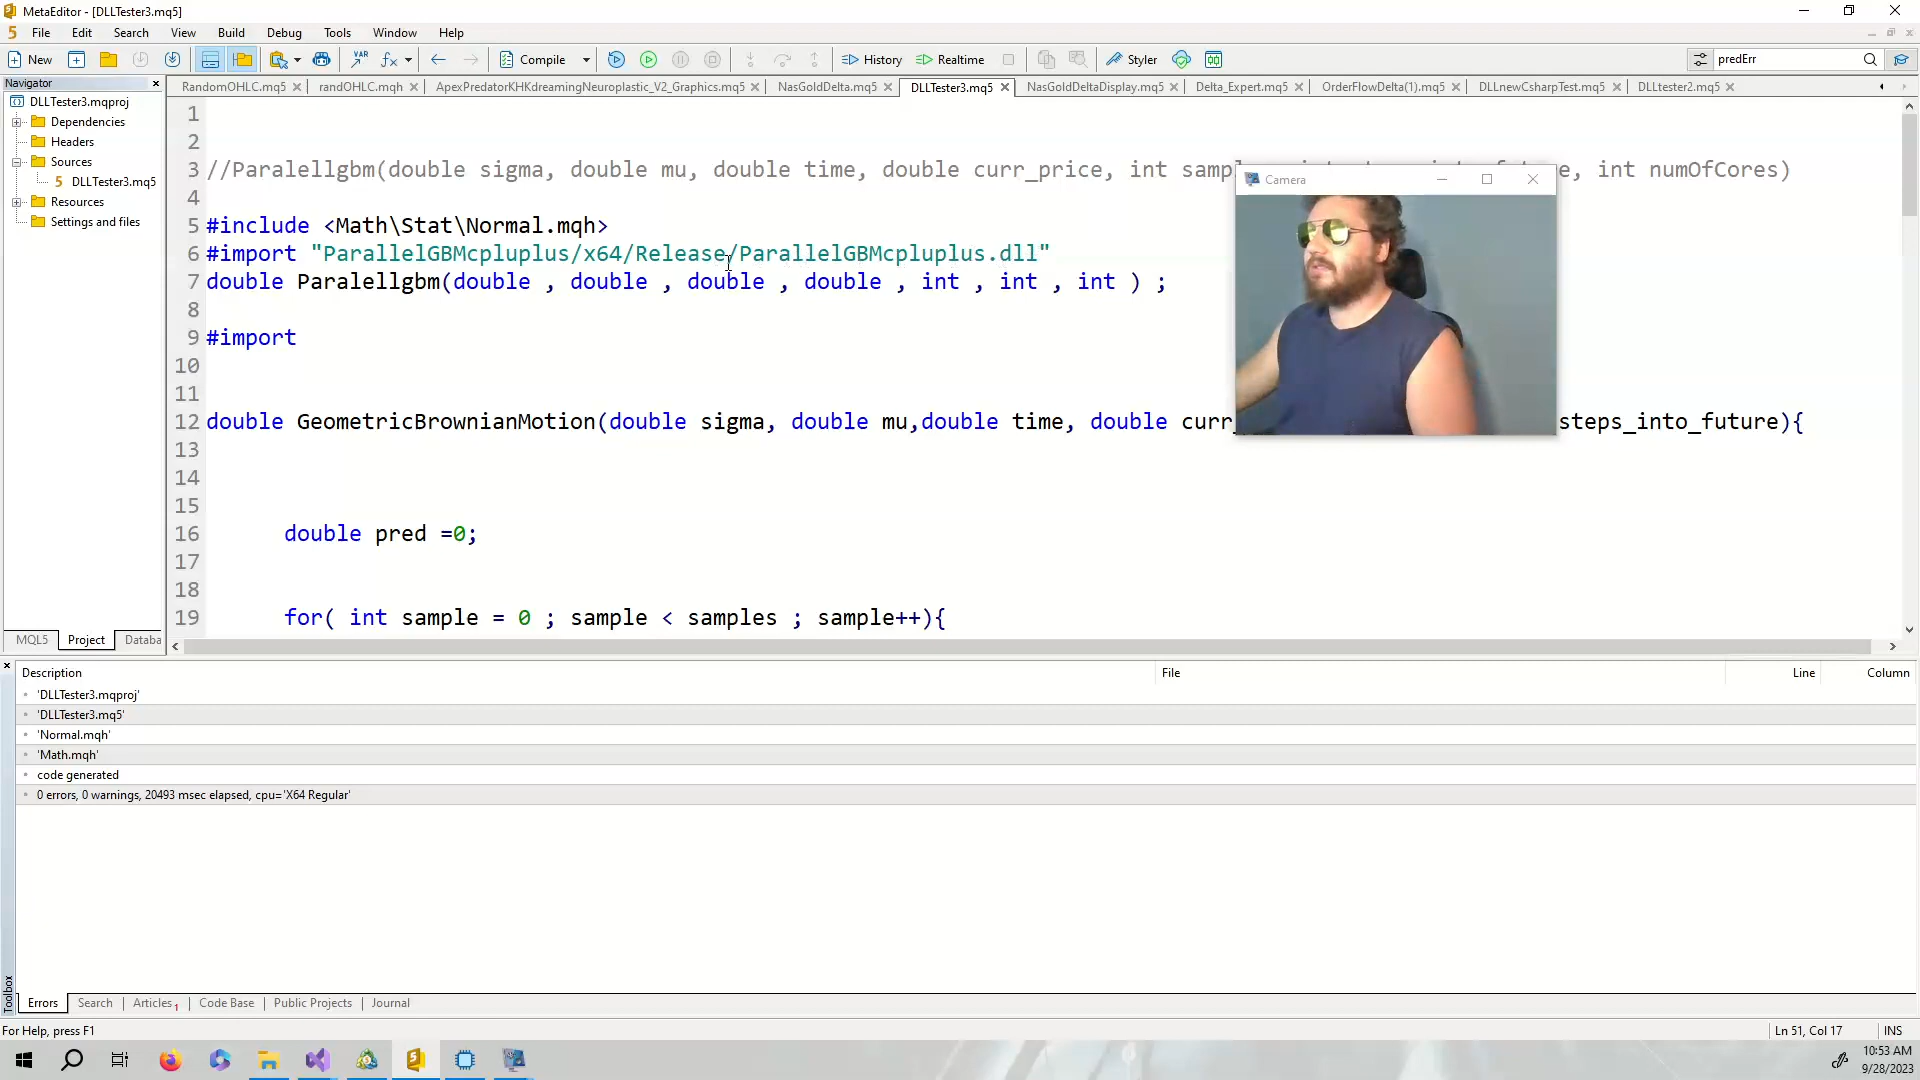 MetaEditor - [DLLTester3.mq5]
5 File Edit Search View Build Debug Tools Window Help
New Compile History Realtime Styler predErr
Navigator
RandomOHLC.mq5 randOHLC.mqh ApexPredatorKHKdreamingNeuroplastic_V2_Graphics.mq5 NasGoldDelta.mq5 DLLTester3.mq5 NasGoldDeltaDisplay.mq5 Delta_Expert.mq5 OrderFlowDelta(1).mq5 DLLnewCsharpTest.mq5 DLLtester2.mq5
DLLTester3.mqproj
Dependencies
Headers
Sources
5 DLLTester3.mq5
Resources
Settings and files
MQL5 Project Databa
1
2
3 //Paralellgbm(double sigma, double mu, double time, double curr_price, int sampl int numOfCores)
4
5 #include <Math\Stat\Normal.mqh>
6 #import "ParallelGBMcpluplus/x64/Release/ParallelGBMcpluplus.dll"
7 double Paralellgbm(double , double , double , double , int , int , int ) ;
8
9 #import
10
11
12 double GeometricBrownianMotion(double sigma, double mu,double time, double curr_ steps_into_future){
13
14
15
16 double pred =0;
17
18
19 for( int sample = 0 ; sample < samples ; sample++){
Camera
Description File Line Column
'DLLTester3.mqproj'
'DLLTester3.mq5'
'Normal.mqh'
'Math.mqh'
code generated
0 errors, 0 warnings, 20493 msec elapsed, cpu='X64 Regular'
Toolbox
Errors Search Articles 1 Code Base Public Projects Journal
For Help, press F1 Ln 51, Col 17 INS
10:53 AM
9/28/2023